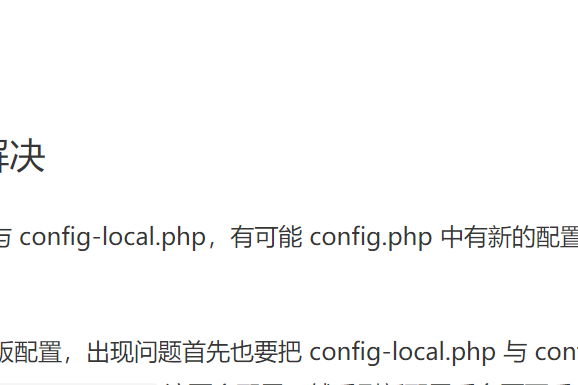 解决
与 config-local.php，有可能 config.php 中有新的配置
版配置，出现问题首先也要把 config-local.php 与 con